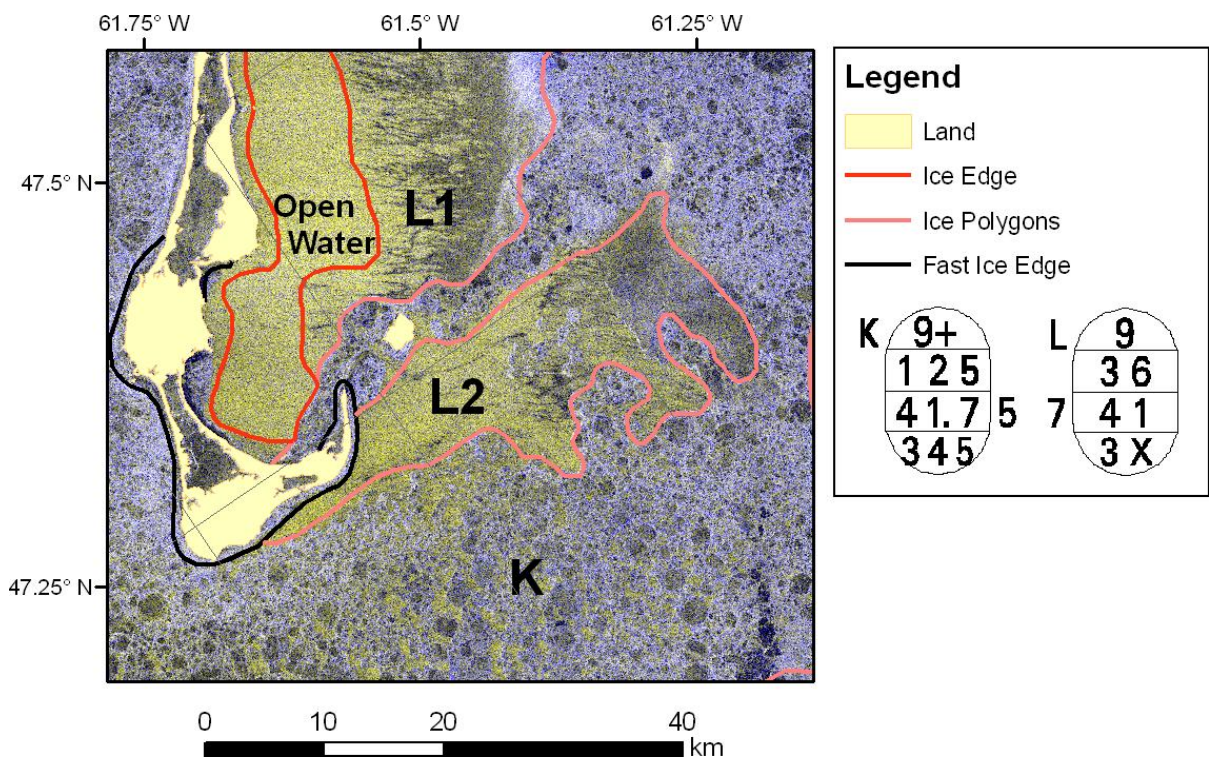 61.75° W 61.5° W 61.25° W
47.5° N
47.25° N
Open
Water
L1
L2
K
0 10 20 40
km
Legend
Land
Ice Edge
Ice Polygons
Fast Ice Edge
K 9+
1 2 5
4 1. 7 5
3 4 5
L 9
3 6
7 4 1
3 X